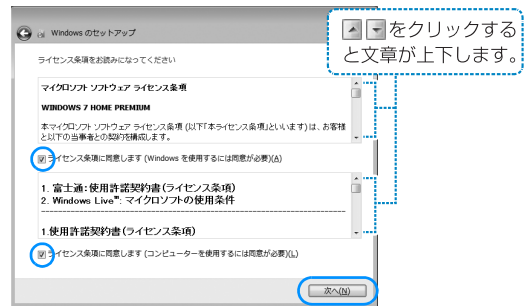 Windows のセットアップ
をクリックする
と文章が上下します。
ライセンス条項をお読みになってください
マイクロソフト ソフトウェア ライセンス条項
WINDOWS 7 HOME PREMIUM
本マイクロソフト ソフトウェア ライセンス条項 (以下「本ライセンス条項」といいます) は、お客様
と以下の当事者との契約を構成します。
ライセンス条項に同意します (Windows を使用するには同意が必要)(A)
1. 富士通：使用許諾契約書（ライセンス条項）
2. Windows Live™: マイクロソフトの使用条件
1.使用許諾契約書（ライセンス条項）
ライセンス条項に同意します (コンピューターを使用するには同意が必要)(L)
次へ(N)